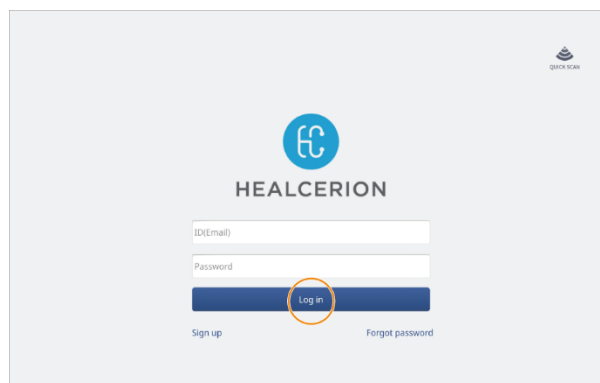 QUICK SCAN
HEALCERION
ID(Email)
Password
Log in
Sign up
Forgot password